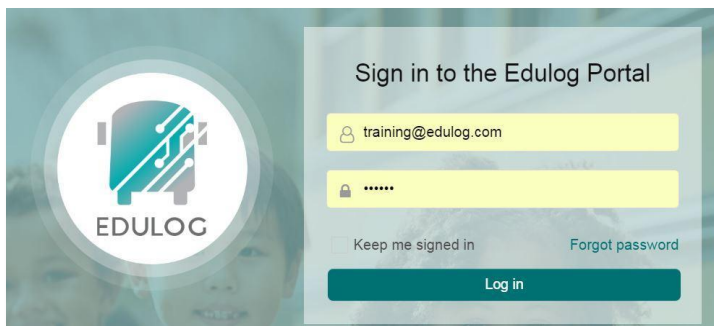 EDULOG
Sign in to the Edulog Portal
training@edulog.com
••••••
Keep me signed in
Forgot password
Log in